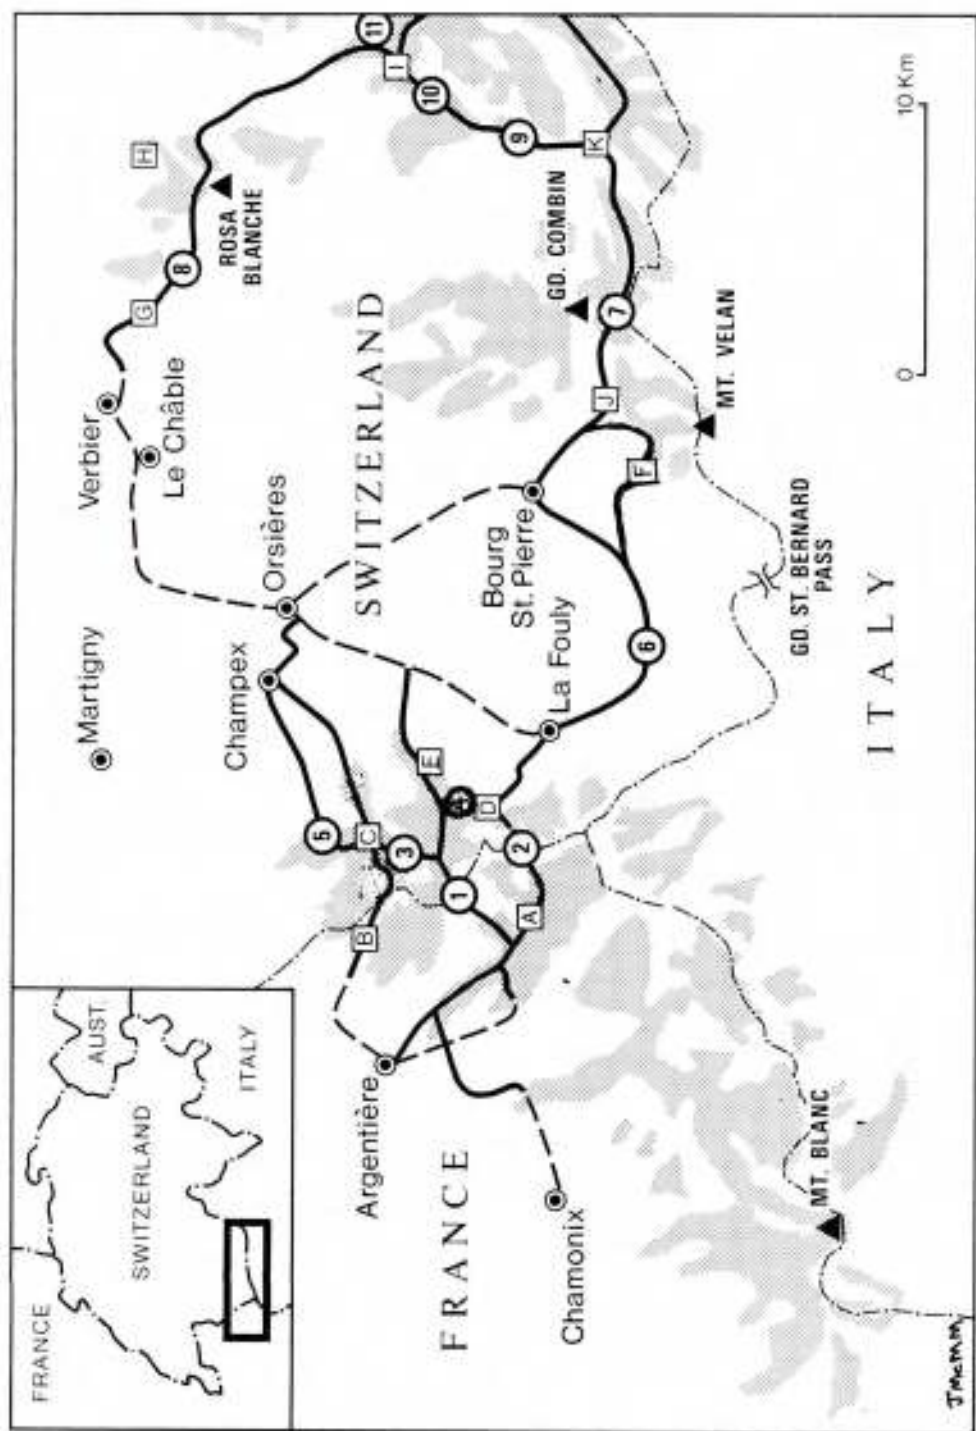 FRANCE
AUST.
SWITZERLAND
ITALY
Martigny
Verbier
Le Châble
G
8
H
ROSA
BLANCHE
11
I
10
9
K
Champex
Orsières
SWITZERLAND
GD. COMBIN
5
B
C
3
E
4
D
1
2
A
Argentière
FRANCE
Chamonix
La Fouly
Bourg
St. Pierre
6
F
J
7
MT. VELAN
GD. ST. BERNARD
PASS
MT. BLANC
ITALY
0
10 Km
JMcMM